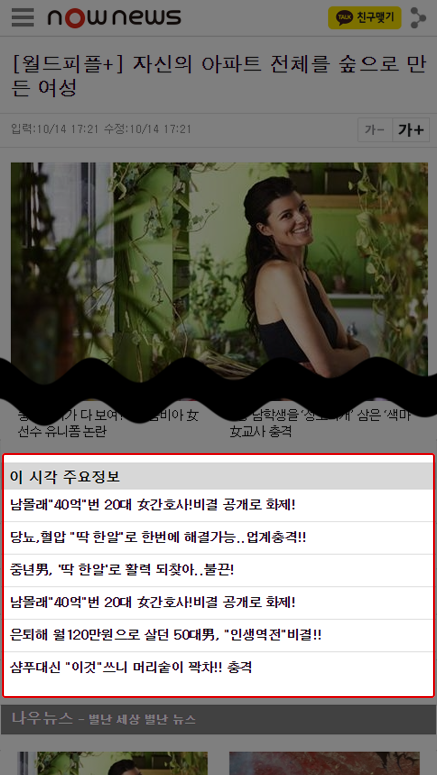 now news
TALK 친구맺기
[월드피플+] 자신의 아파트 전체를 숲으로 만
든 여성
입력:10/14 17:21 수정:10/14 17:21
가- 가+
다 보여?
비아 女
선수 유니폼 논란
남학생을
삼은 '색마'
女교사 충격
이 시각 주요정보
남몰래"40억"번 20대 女간호사!비결 공개로 화제!
당뇨,혈압 "딱 한알"로 한번에 해결가능..업계충격!!
중년男, '딱 한알'로 활력 되찾아..불끈!
남몰래"40억"번 20대 女간호사!비결 공개로 화제!
은퇴해 월120만원으로 살던 50대男, "인생역전"비결!!
샴푸대신 "이것"쓰니 머리숱이 꽉차!! 충격
나우뉴스 - 별난 세상 별난 뉴스